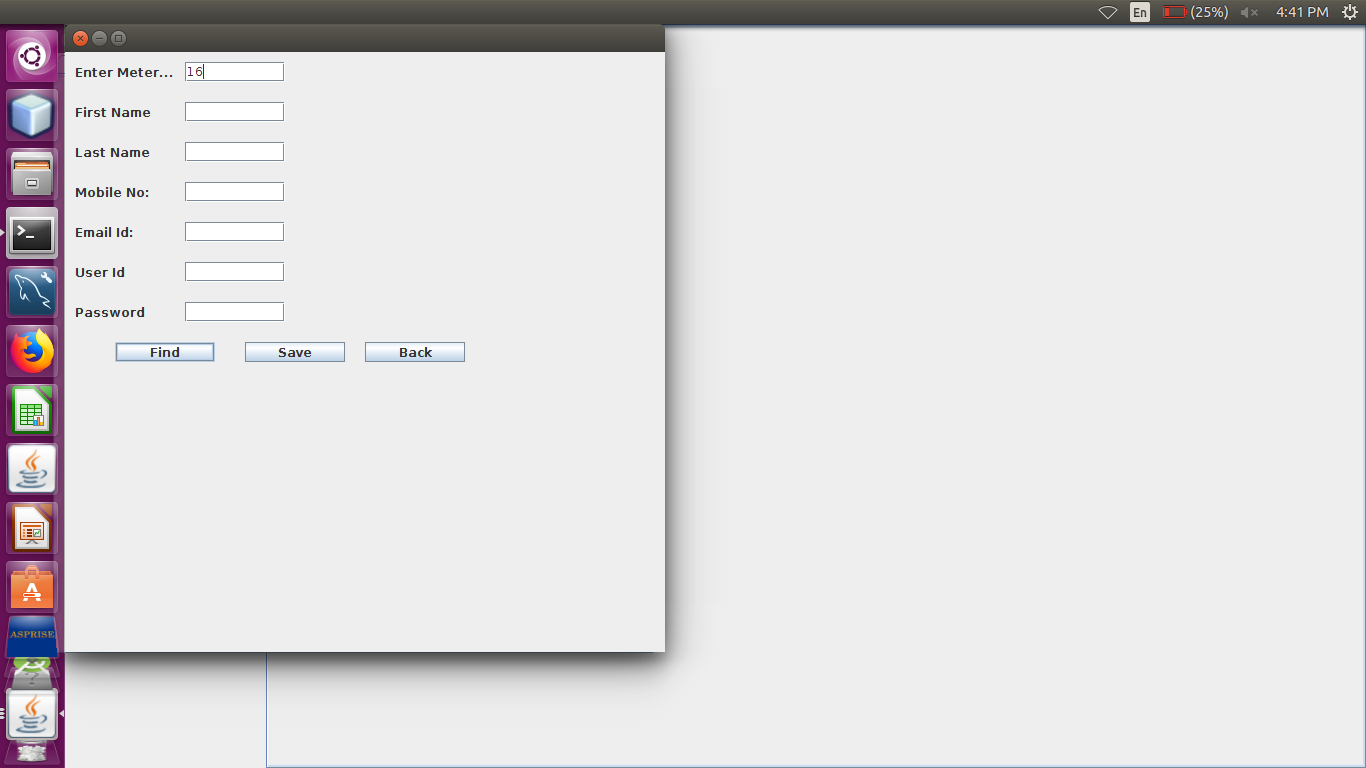 En (25%) 4:41 PM
Enter Meter... 16
First Name
Last Name
Mobile No:
Email Id:
User Id
Password
Find Save Back
>_
A
ASPRISE
?